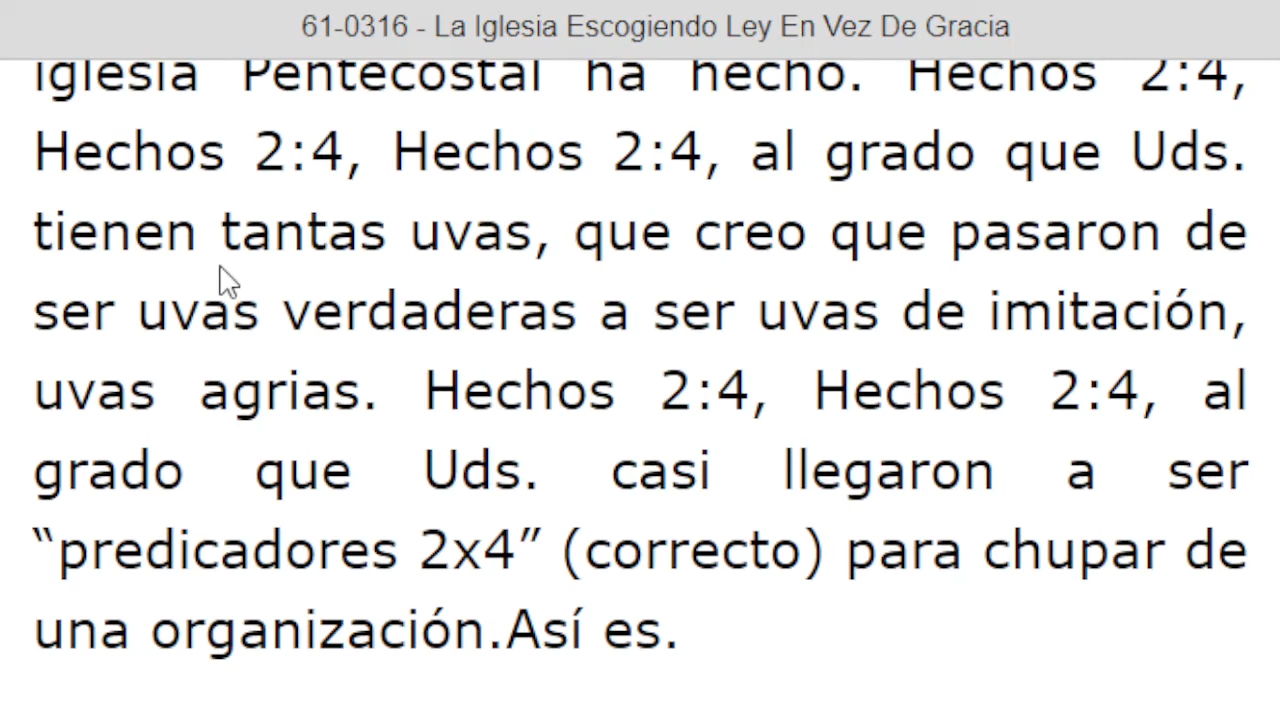 61-0316 - La Iglesia Escogiendo Ley En Vez De Gracia
iglesia Pentecostal ha hecho. Hechos 2:4,
Hechos 2:4, Hechos 2:4, al grado que Uds.
tienen tantas uvas, que creo que pasaron de
ser uvas verdaderas a ser uvas de imitación,
uvas agrias. Hechos 2:4, Hechos 2:4, al
grado que Uds. casi llegaron a ser
“predicadores 2x4” (correcto) para chupar de
una organización.Así es.